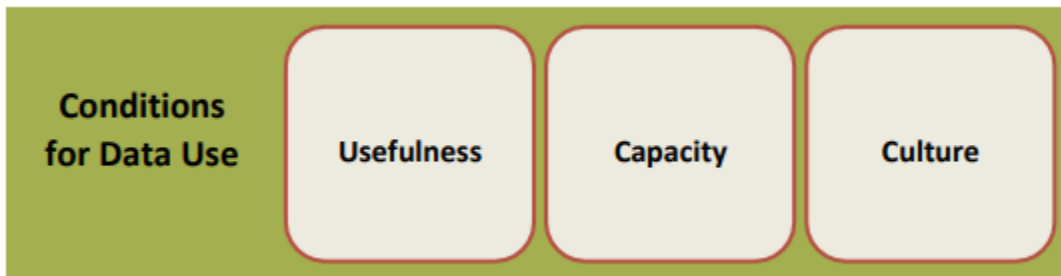 Conditions
for Data Use
Usefulness
Capacity
Culture